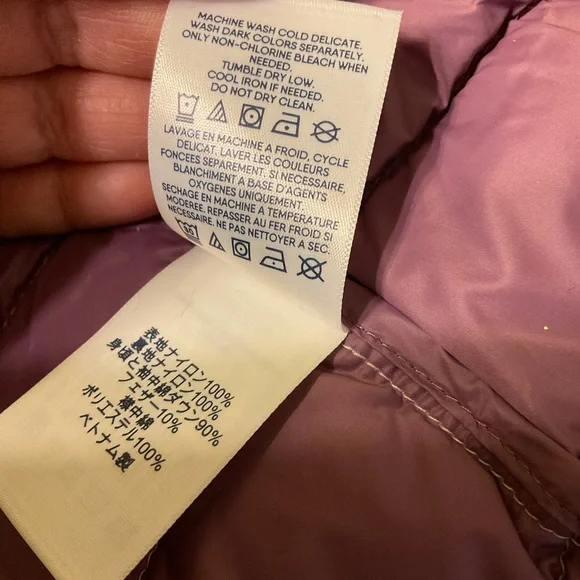 MACHINE WASH COLD DELICATE.
WASH DARK COLORS SEPARATELY.
ONLY NON-CHLORINE BLEACH WHEN
NEEDED.
TUMBLE DRY LOW.
COOL IRON IF NEEDED.
DO NOT DRY CLEAN.
LAVAGE EN MACHINE A FROID, CYCLE
DELICAT. LAVER LES COULEURS
FONCEES SEPAREMENT. SI NECESSAIRE,
BLANCHIMENT A BASE D'AGENTS
OXYGENES UNIQUEMENT.
SECHAGE EN MACHINE A TEMPERATURE
MODEREE. REPASSER AU FER FROID SI
NECESSAIRE. NE PAS NETTOYER A SEC.
30
表地ナイロン100%
裏地ナイロン100%
身頃と袖中綿ダウン90%
フェザー10%
襟中綿
ポリエステル100%
ベトナム製